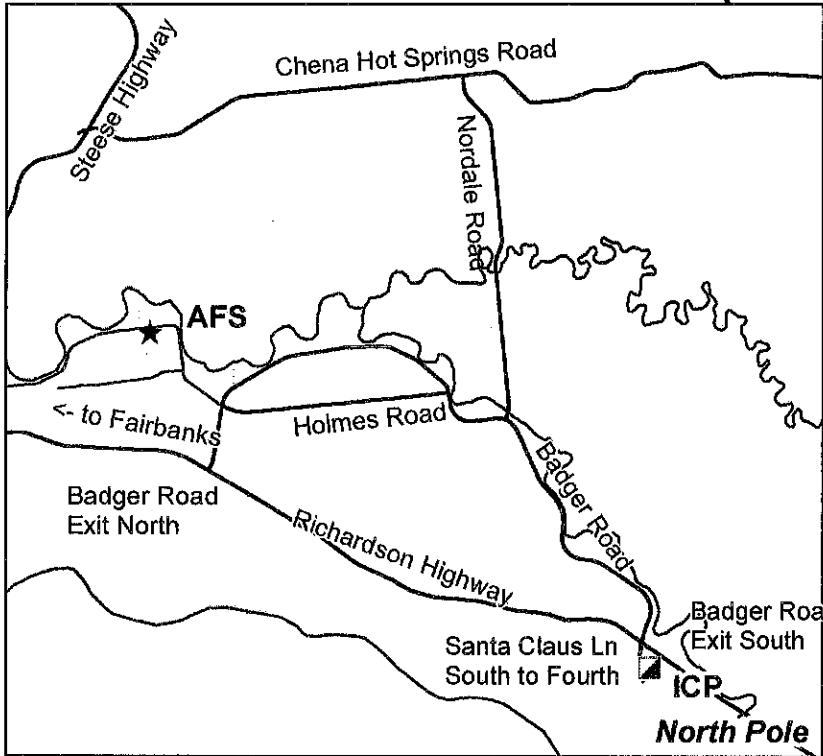 Chena Hot Springs Road
Steese Highway
Nordale Road
AFS
<- to Fairbanks
Holmes Road
Badger Road
Exit North
Badger Road
Richardson Highway
Badger Roa
Exit South
Santa Claus Ln
South to Fourth
ICP
North Pole